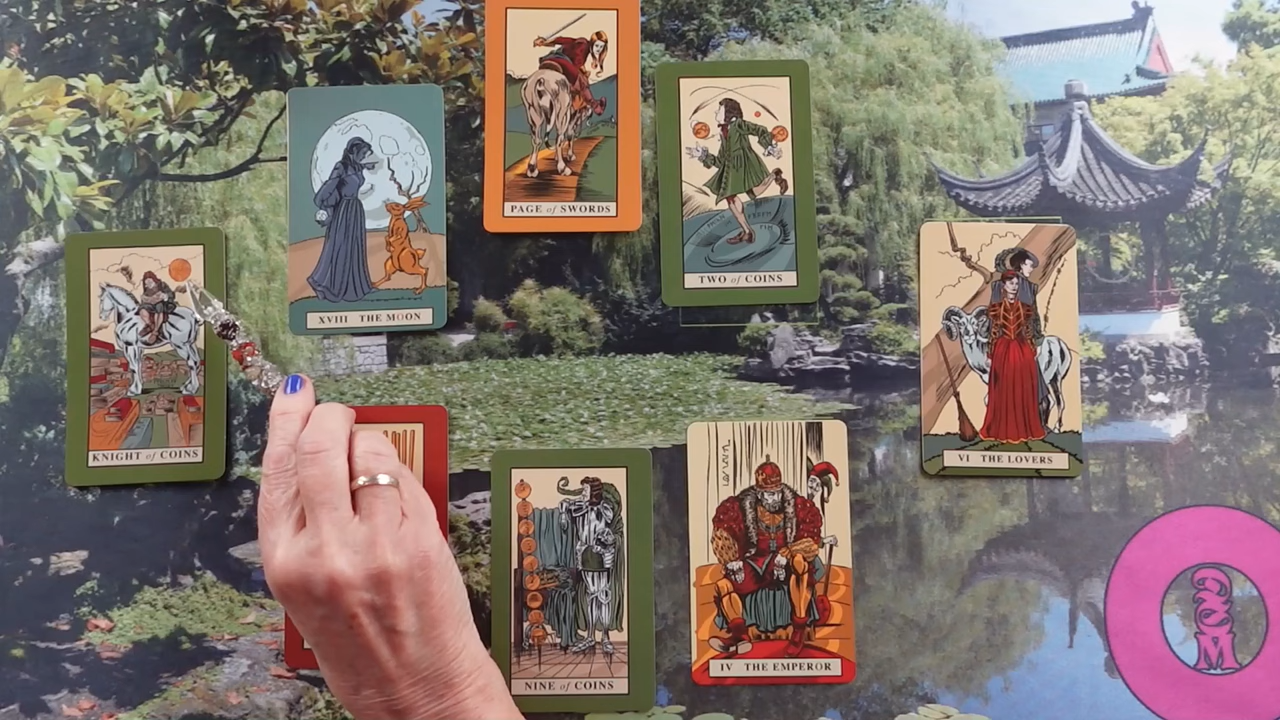 PAGE of SWORDS
TWO of COINS
XVIII THE MOON
KNIGHT of COINS
VI THE LOVERS
IV THE EMPEROR
NINE of COINS